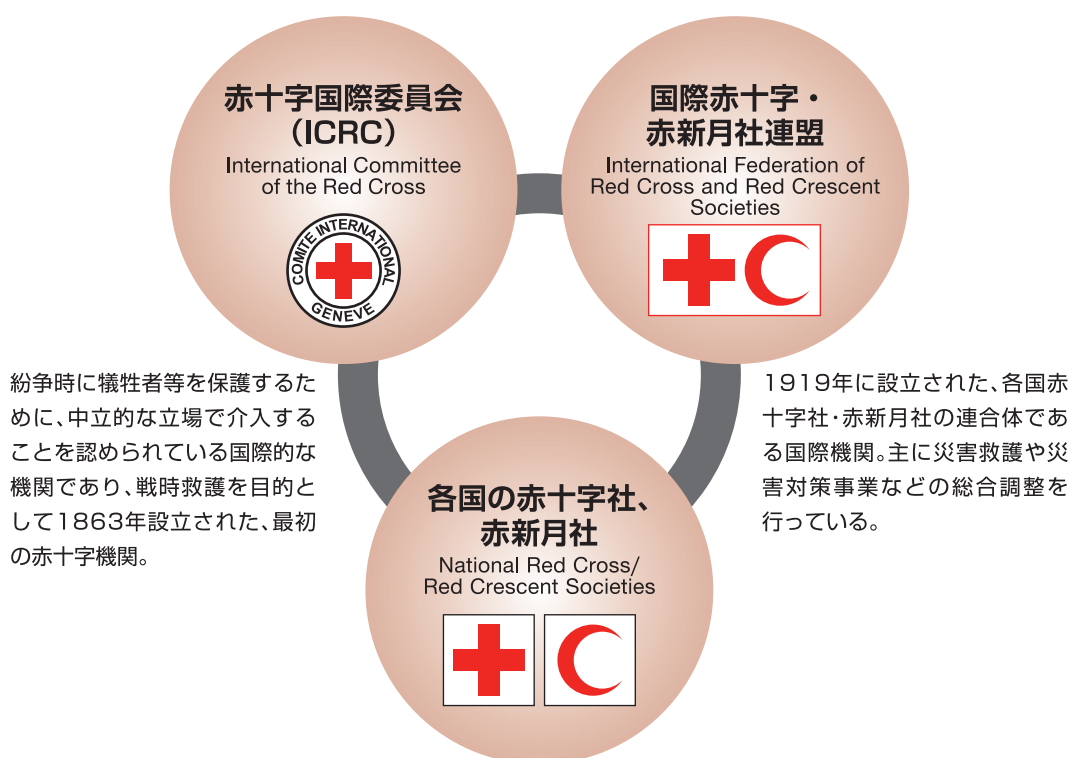 赤十字国際委員会
（ICRC）
International Committee
of the Red Cross
COMITE INTERNATIONAL
GENEVE
国際赤十字・
赤新月社連盟
International Federation of
Red Cross and Red Crescent
Societies
紛争時に犠牲者等を保護するた
めに、中立的な立場で介入する
ことを認められている国際的な
機関であり、戦時救護を目的と
して1863年設立された、最初
の赤十字機関。
1919年に設立された、各国赤
十字社・赤新月社の連合体であ
る国際機関。主に災害救護や災
害対策事業などの総合調整を
行っている。
各国の赤十字社、
赤新月社
National Red Cross/
Red Crescent Societies